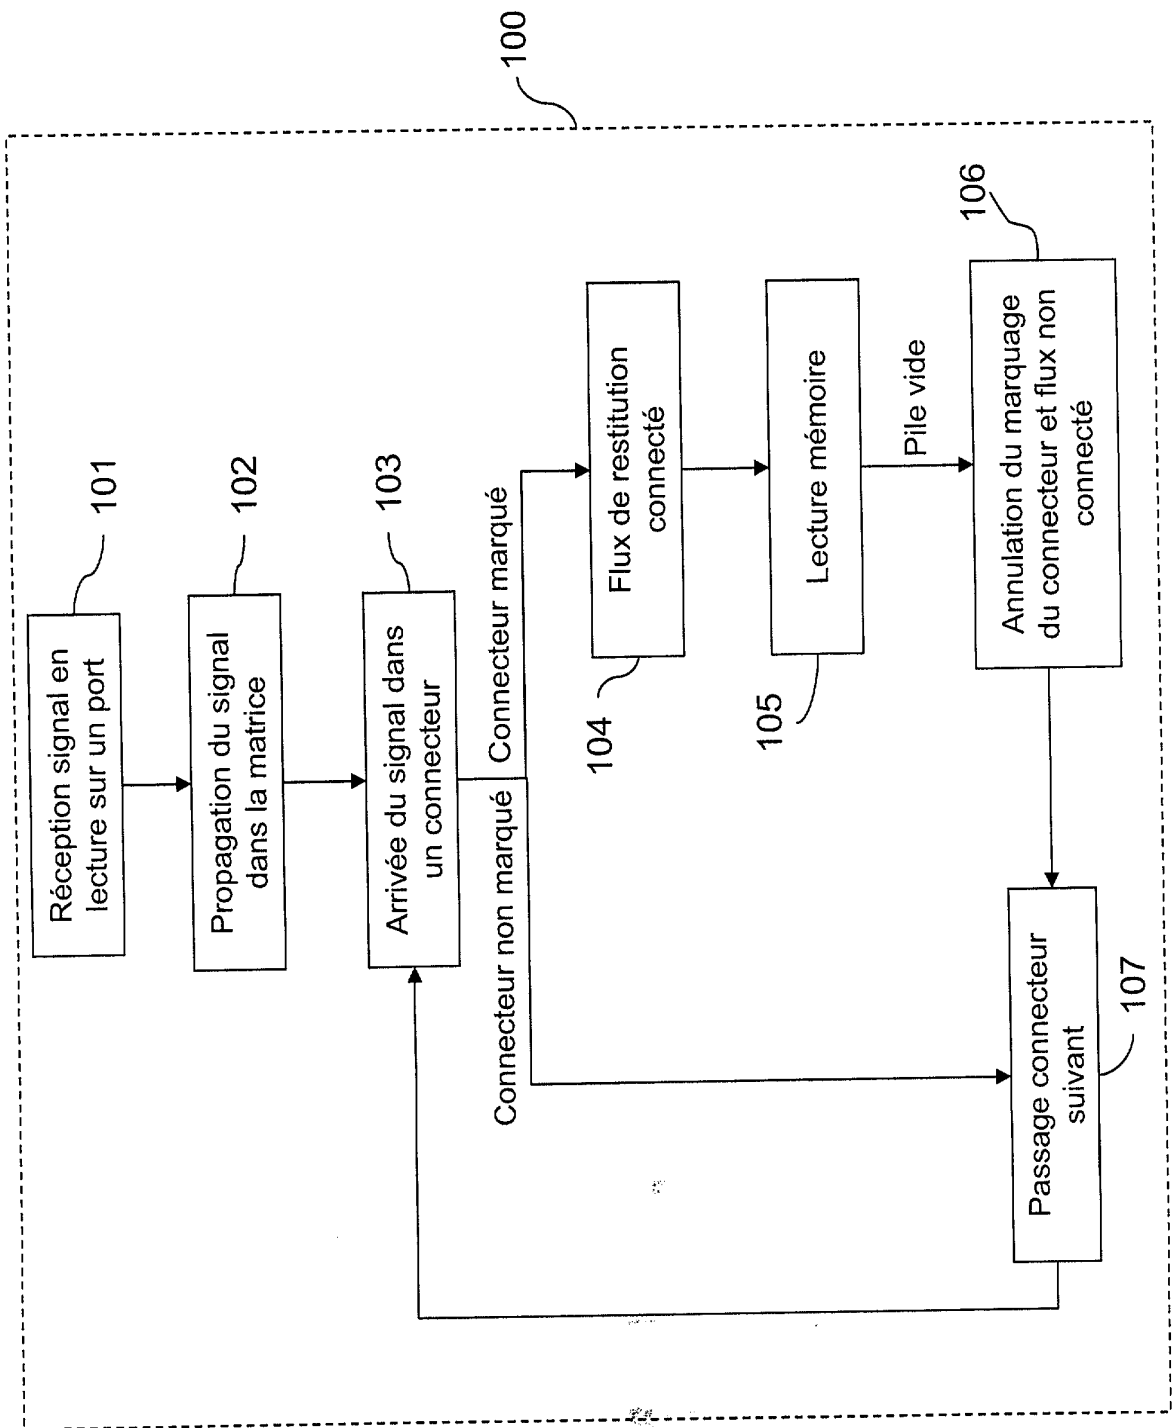 100
Réception signal en
lecture sur un port
101
Propagation du signal
dans la matrice
102
Arrivée du signal dans
un connecteur
103
Connecteur non marqué
Connecteur marqué
Flux de restitution
connecté
104
Lecture mémoire
105
Pile vide
Annulation du marquage
du connecteur et flux non
connecté
106
Passage connecteur
suivant
107